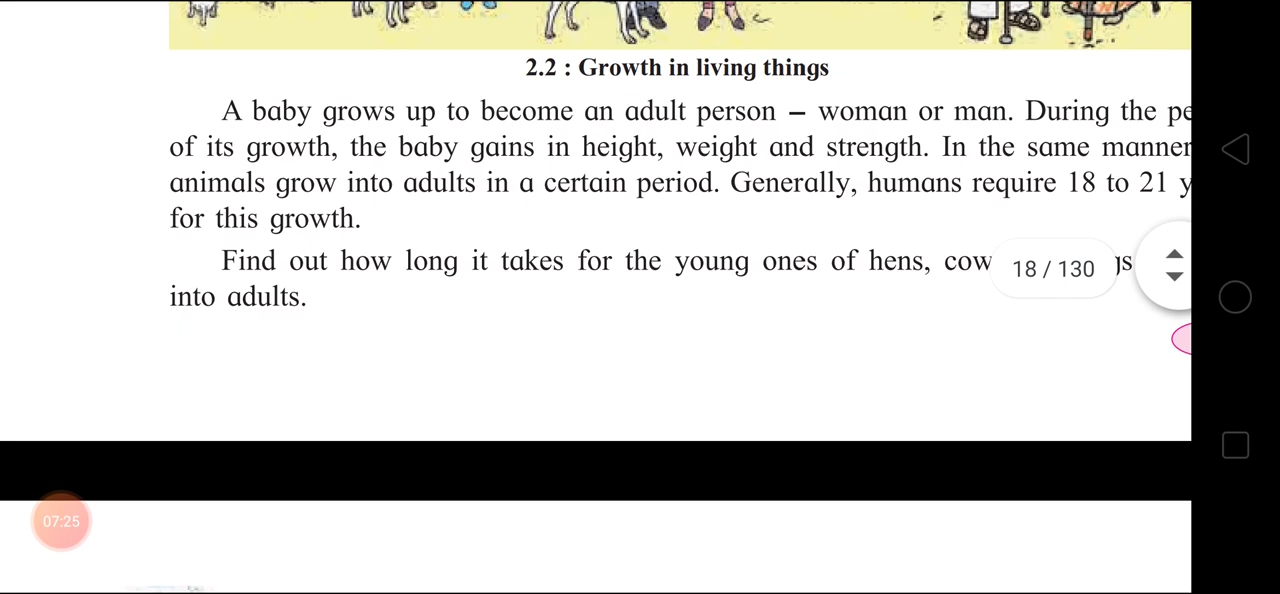 2.2 : Growth in living things
A baby grows up to become an adult person – woman or man. During the
of its growth, the baby gains in height, weight and strength. In the same manner
animals grow into adults in a certain period. Generally, humans require 18 to 21
for this growth.
Find out how long it takes for the young ones of hens,
18 / 130
into adults.
07:25